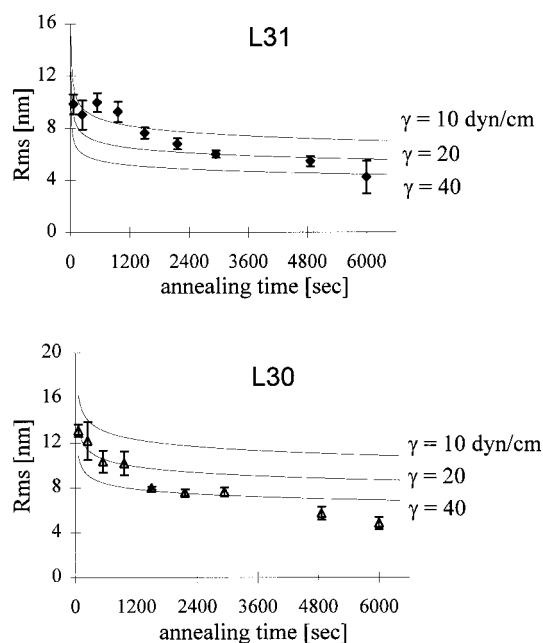 L31
16
12
8
4
0
Rms [nm]
γ = 10 dyn/cm
γ = 20
γ = 40
0 1200 2400 3600 4800 6000
annealing time [sec]
L30
20
16
12
8
4
0
Rms [nm]
γ = 10 dyn/cm
γ = 20
γ = 40
0 1200 2400 3600 4800 6000
annealing time [sec]